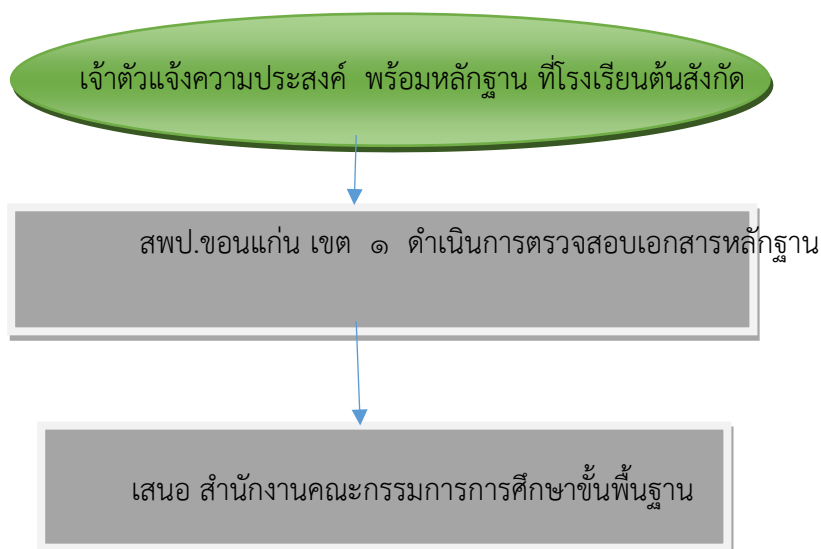 เจ้าตัวแจ้งความประสงค์ พร้อมหลักฐาน ที่โรงเรียนต้นสังกัด
สพป.ขอนแก่น เขต ๑ ดำเนินการตรวจสอบเอกสารหลักฐาน
เสนอ สำนักงานคณะกรรมการการศึกษาขั้นพื้นฐาน